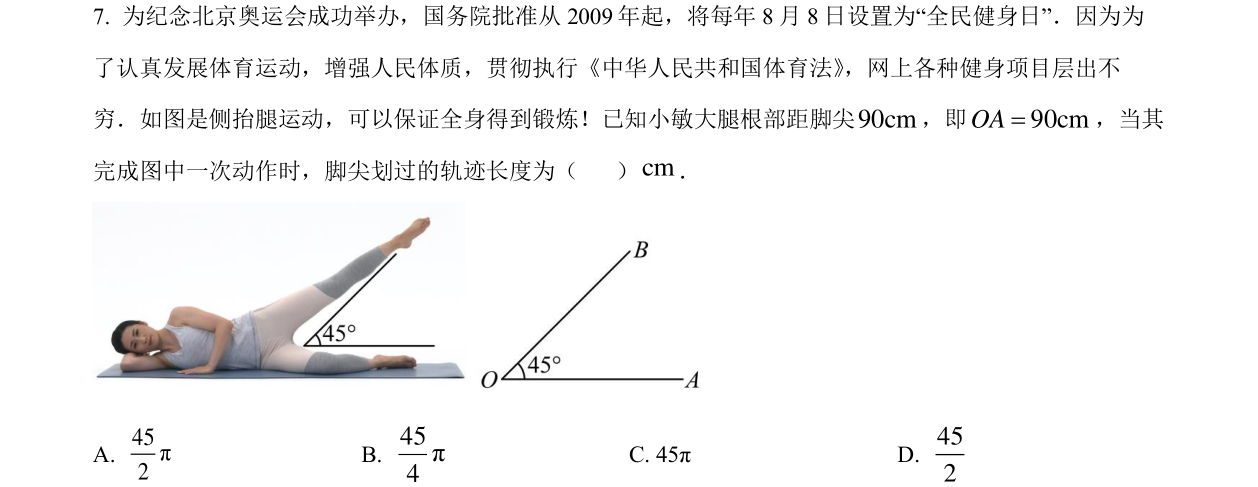 7. 为纪念北京奥运会成功举办，国务院批准从 2009 年起，将每年 8 月 8 日设置为“全民健身日”．因为为
了认真发展体育运动，增强人民体质，贯彻执行《中华人民共和国体育法》，网上各种健身项目层出不
穷．如图是侧抬腿运动，可以保证全身得到锻炼！已知小敏大腿根部距脚尖90cm，即OA＝90cm，当其
完成图中一次动作时，脚尖划过的轨迹长度为（　　）cm．
45°
B
45°
O
A
A. 45/2 π　B. 45/4 π　C. 45π　D. 45/2